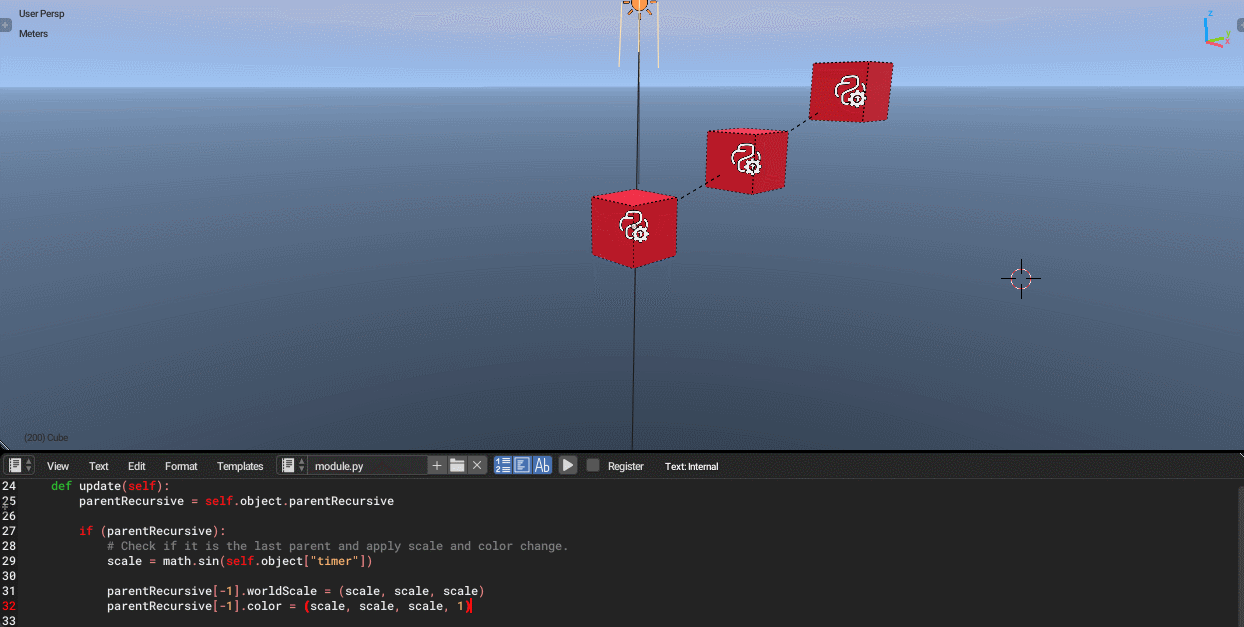 User Persp
Meters
z
Y
X
(200) Cube
View Text Edit Format Templates module.py Register Text: Internal
24 def update(self):
25 parentRecursive = self.object.parentRecursive
26
27 if (parentRecursive):
28 # Check if it is the last parent and apply scale and color change.
29 scale = math.sin(self.object["timer"])
30
31 parentRecursive[-1].worldScale = (scale, scale, scale)
32 parentRecursive[-1].color = (scale, scale, scale, 1)
33